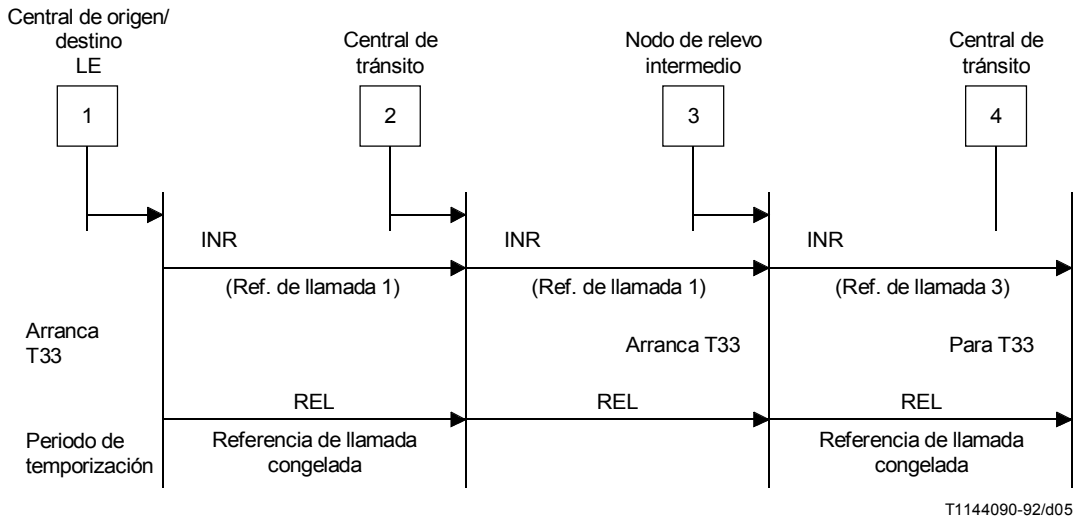 Central de origen/
destino
LE
Central de
tránsito
Nodo de relevo
intermedio
Central de
tránsito
1
2
3
4
INR
INR
INR
(Ref. de llamada 1)
(Ref. de llamada 1)
(Ref. de llamada 3)
Arranca
T33
Arranca T33
Para T33
REL
REL
REL
Periodo de
temporización
Referencia de llamada
congelada
Referencia de llamada
congelada
T1144090-92/d05